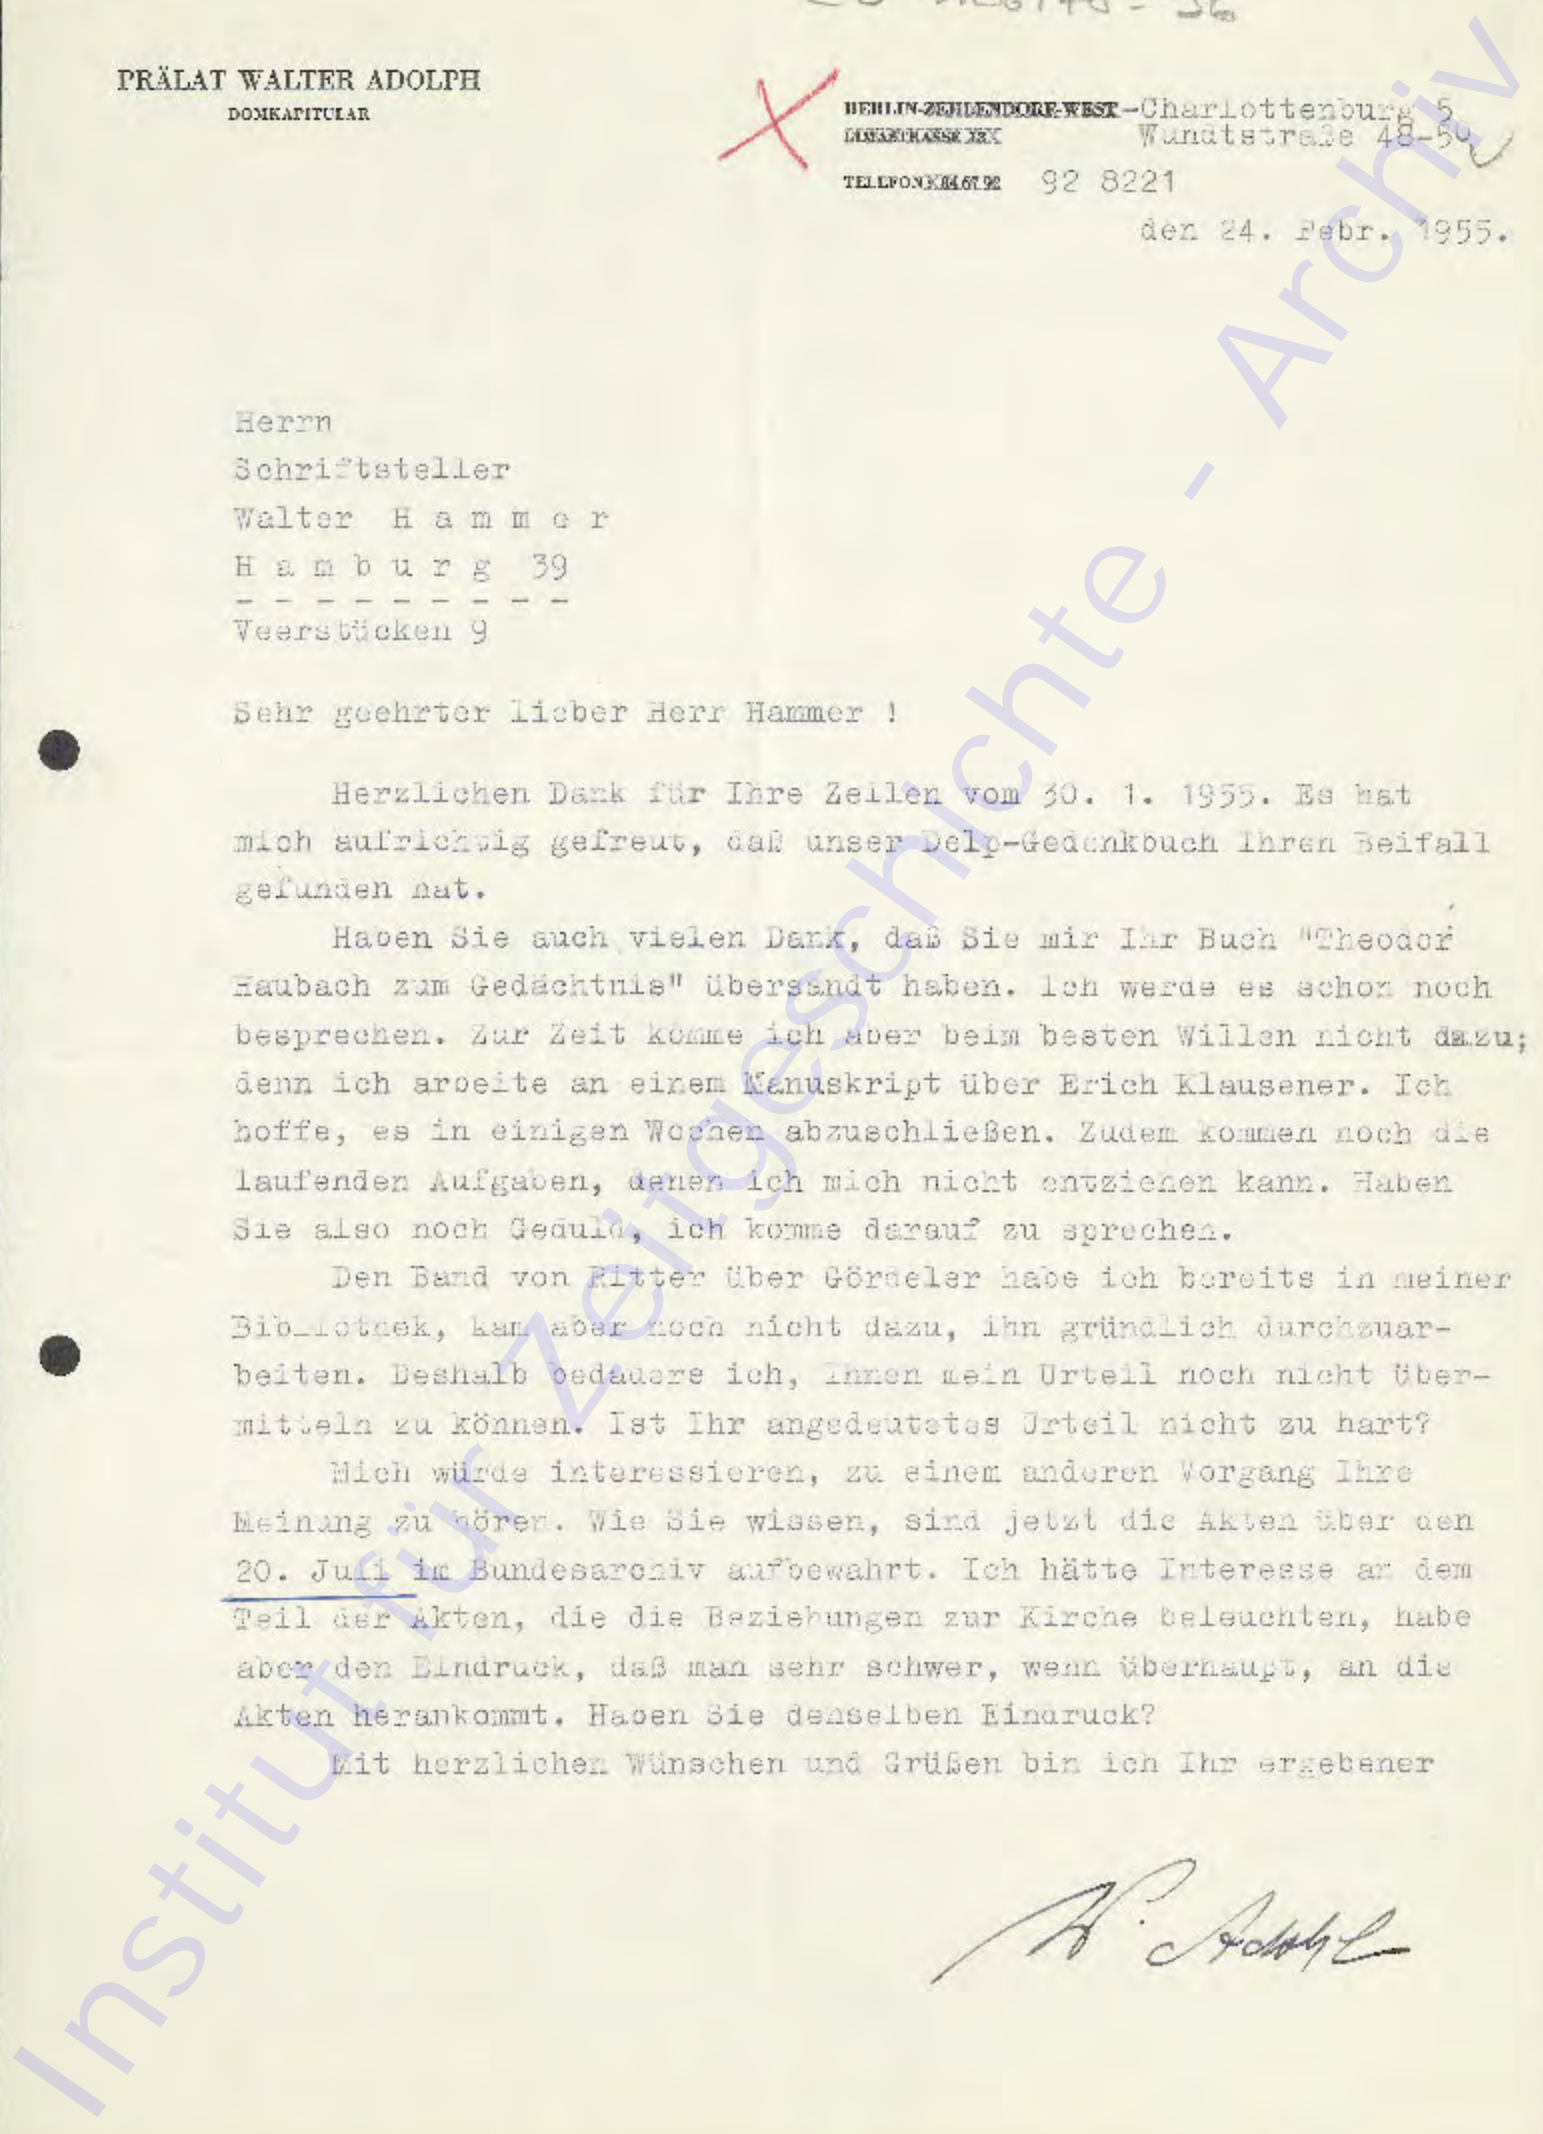 PRÄLAT WALTER ADOLPH
DOMKAPITULAR
BERLIN-ZEHLENDORF-WEST-Charlottenburg 5
Wundtstraße 48-50
TELEFON 84 67 92 92 8221
den 24. Febr. 1955.
Herrn
Schriftsteller
Walter H a m m e r
H a m b u r g 39
- - - - - - - - -
Veerstücken 9
Sehr geehrter lieber Herr Hammer !
Herzlichen Dank für Ihre Zeilen vom 30. 1. 1955. Es hat
mich aufrichtig gefreut, daß unser Delp-Gedenkbuch Ihren Beifall
gefunden hat.
Haben Sie auch vielen Dank, daß Sie mir Ihr Buch "Theodor
Haubach zum Gedächtnis" übersandt haben. Ich werde es schon noch
besprechen. Zur Zeit komme ich aber beim besten Willen nicht dazu;
denn ich arbeite an einem Manuskript über Erich Klausener. Ich
hoffe, es in einigen Wochen abzuschließen. Zudem kommen noch die
laufenden Aufgaben, denen ich mich nicht entziehen kann. Haben
Sie also noch Geduld, ich komme darauf zu sprechen.
Den Band von Ritter über Gördeler habe ich bereits in meiner
Bibliothek, kam aber noch nicht dazu, ihn gründlich durchzuar-
beiten. Deshalb bedauere ich, Ihnen mein Urteil noch nicht über-
mitteln zu können. Ist Ihr angedeutetes Urteil nicht zu hart?
Mich würde interessieren, zu einem anderen Vorgang Ihre
Meinung zu hören. Wie Sie wissen, sind jetzt die Akten über den
20. Juli im Bundesarchiv aufbewahrt. Ich hätte Interesse an dem
Teil der Akten, die die Beziehungen zur Kirche beleuchten, habe
aber den Eindruck, daß man sehr schwer, wenn überhaupt, an die
Akten herankommt. Haben Sie denselben Eindruck?
Mit herzlichen Wünschen und Grüßen bin ich Ihr ergebener
W. Adolph
Institut für Zeitgeschichte - Archiv